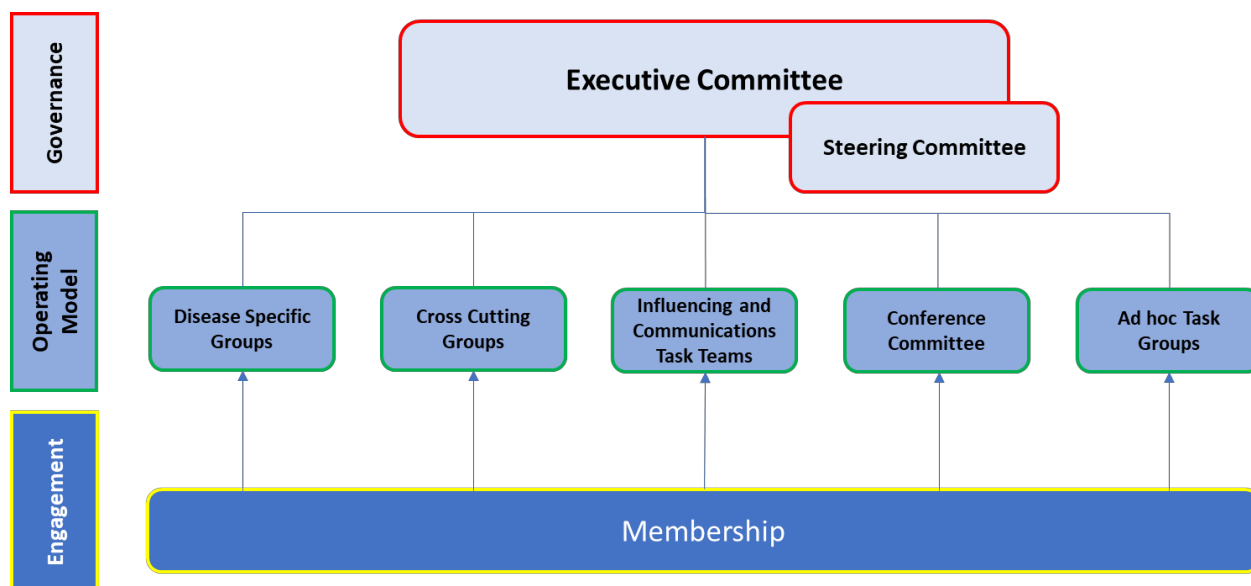 Governance
Executive Committee
Steering Committee
Operating
Model
Disease Specific
Groups
Cross Cutting
Groups
Influencing and
Communications
Task Teams
Conference
Committee
Ad hoc Task
Groups
Engagement
Membership